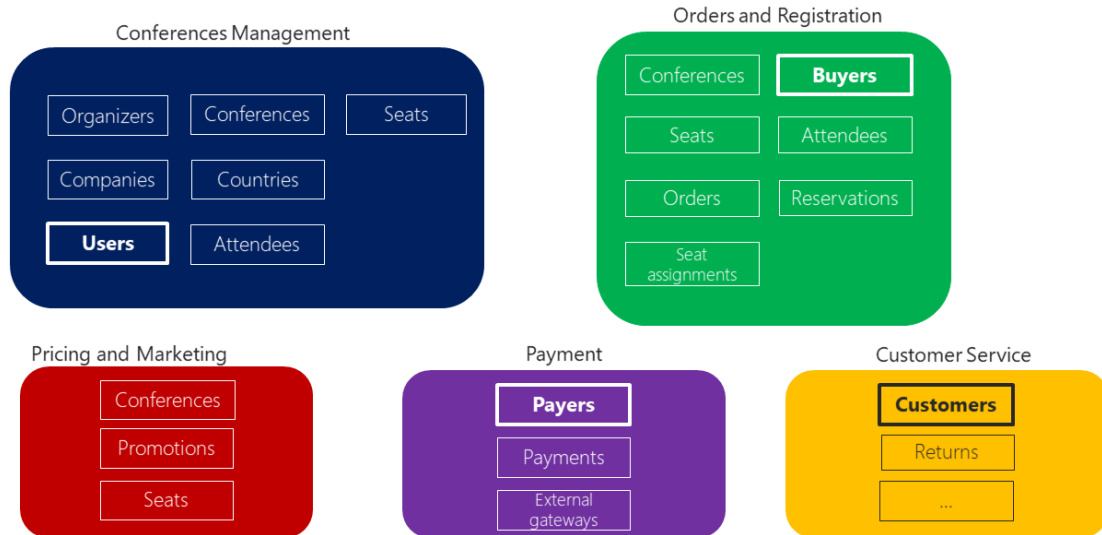 Conferences Management
Organizers
Conferences
Seats
Companies
Countries
Users
Attendees
Orders and Registration
Conferences
Buyers
Seats
Attendees
Orders
Reservations
Seat
assignments
Pricing and Marketing
Conferences
Promotions
Seats
Payment
Payers
Payments
External
gateways
Customer Service
Customers
Returns
...